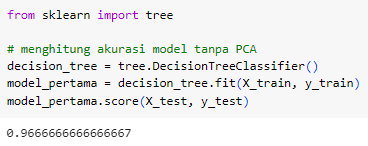 from sklearn import tree
# menghitung akurasi model tanpa PCA
decision_tree = tree.DecisionTreeClassifier()
model_pertama = decision_tree.fit(X_train, y_train)
model_pertama.score(X_test, y_test)
0.9666666666666667